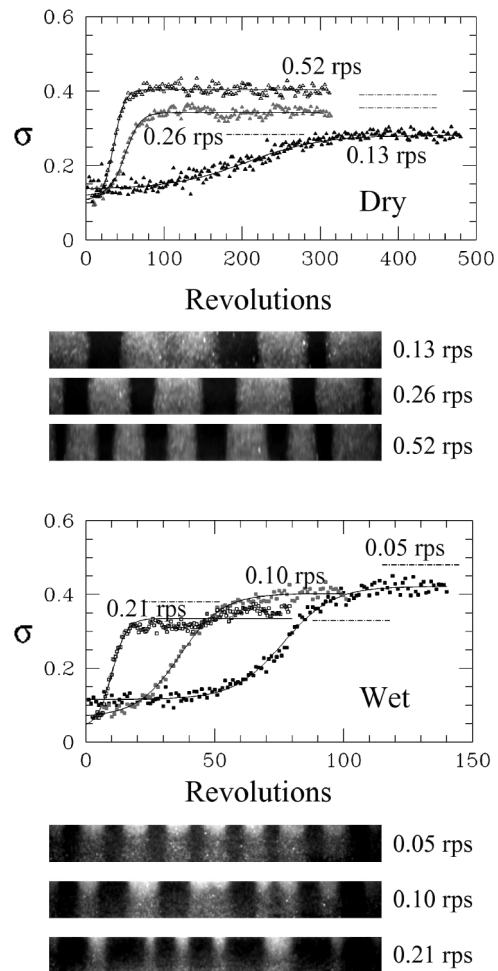 0.6
0.52 rps
0.4
σ
0.26 rps
0.13 rps
0.2
Dry
0
0 100 200 300 400 500
Revolutions
0.13 rps
0.26 rps
0.52 rps
0.6
0.05 rps
0.10 rps
0.4
0.21 rps
σ
0.2
Wet
0
0 50 100 150
Revolutions
0.05 rps
0.10 rps
0.21 rps